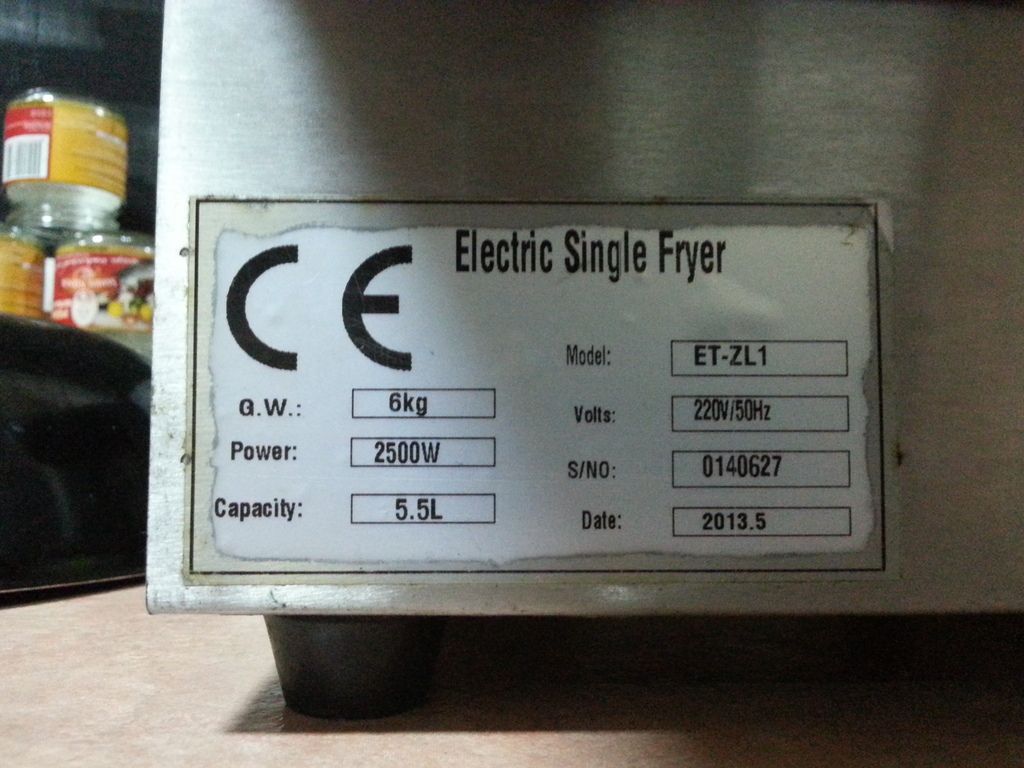 CE
Electric Single Fryer
Model: ET-ZL1
G.W.: 6kg
Volts: 220V/50Hz
Power: 2500W
S/NO: 0140627
Capacity: 5.5L
Date: 2013.5